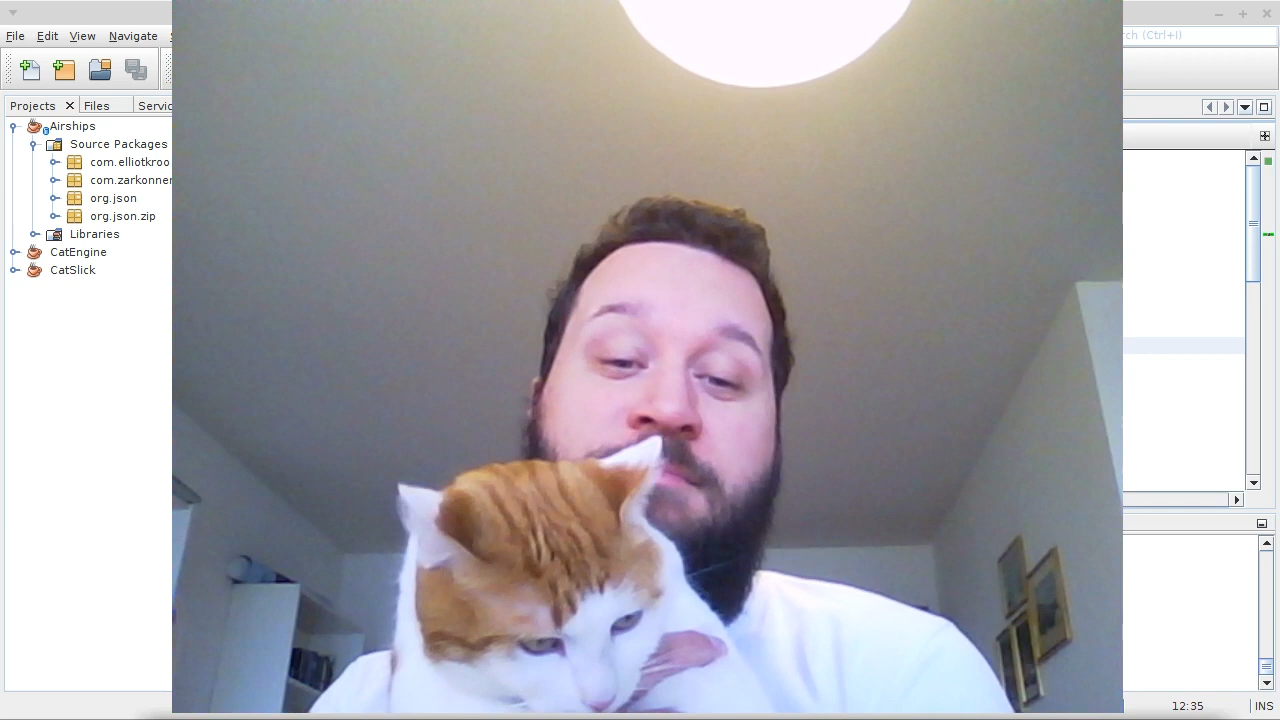 File Edit View Navigate
rch (Ctrl+I)
Projects Files Servic
Airships
Source Packages
com.elliotkroo
com.zarkonner
org.json
org.json.zip
Libraries
CatEngine
CatSlick
12:35 INS